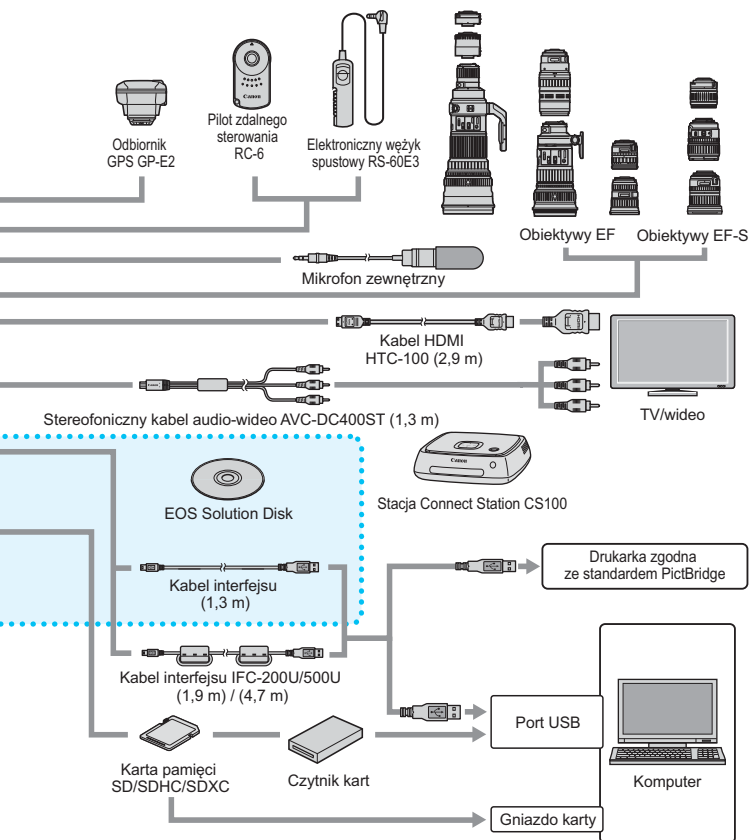 Canon
Odbiornik
GPS GP-E2
Pilot zdalnego
sterowania
RC-6
Elektroniczny wężyk
spustowy RS-60E3
Obiektywy EF
Obiektywy EF-S
Mikrofon zewnętrzny
Kabel HDMI
HTC-100 (2,9 m)
TV/wideo
Stereofoniczny kabel audio-wideo AVC-DC400ST (1,3 m)
Canon
EOS Solution Disk
Stacja Connect Station CS100
Kabel interfejsu
(1,3 m)
Drukarka zgodna
ze standardem PictBridge
Kabel interfejsu IFC-200U/500U
(1,9 m) / (4,7 m)
Port USB
Karta pamięci
SD/SDHC/SDXC
Czytnik kart
Komputer
Gniazdo karty